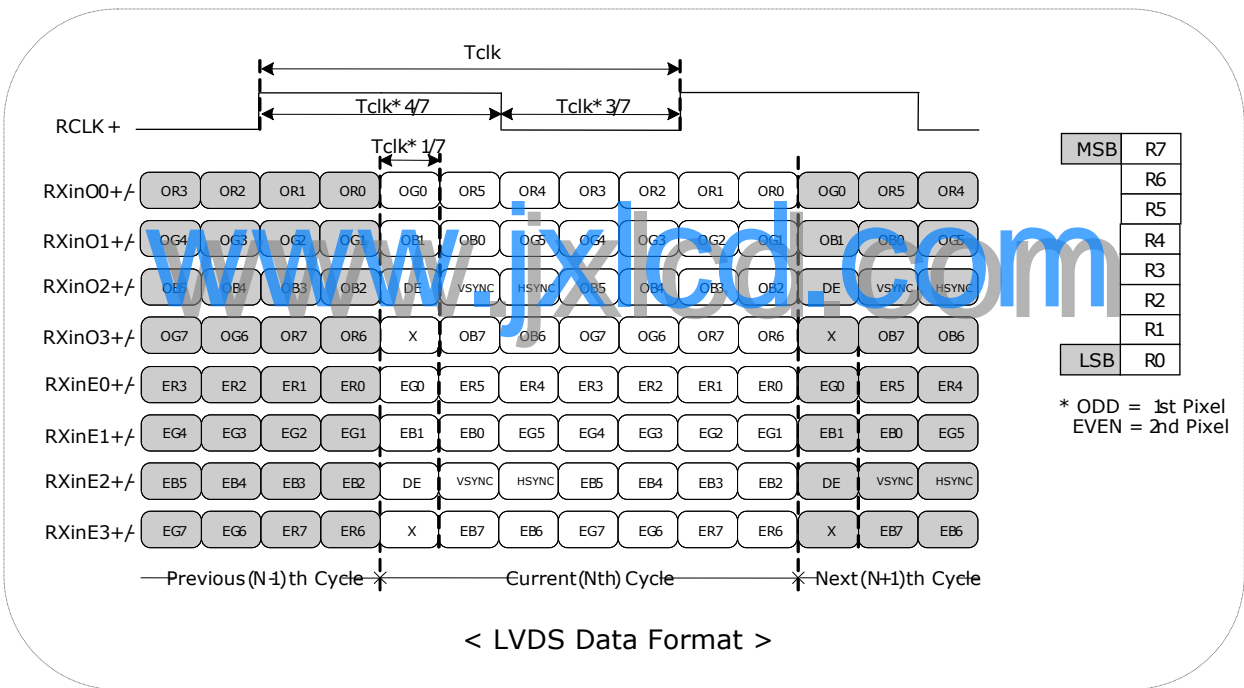 Tclk
Tclk* 4/7 Tclk* 3/7
RCLK +
Tclk* 1/7
MSB R7
R6
R5
R4
R3
R2
R1
LSB R0
* ODD = 1st Pixel
EVEN = 2nd Pixel
RXinO0+/- OR3 OR2 OR1 OR0 OG0 OR5 OR4 OR3 OR2 OR1 OR0 OG0 OR5 OR4
RXinO1+/- OG4 OG3 OG2 OG1 OB1 OB0 OG5 OG4 OG3 OG2 OG1 OB1 OB0 OG5
www.jxlcd.com
RXinO2+/- OB5 OB4 OB3 OB2 DE VSYNC HSYNC OB5 OB4 OB3 OB2 DE VSYNC HSYNC
RXinO3+/- OG7 OG6 OR7 OR6 X OB7 OB6 OG7 OG6 OR7 OR6 X OB7 OB6
RXinE0+/- ER3 ER2 ER1 ER0 EG0 ER5 ER4 ER3 ER2 ER1 ER0 EG0 ER5 ER4
RXinE1+/- EG4 EG3 EG2 EG1 EB1 EB0 EG5 EG4 EG3 EG2 EG1 EB1 EB0 EG5
RXinE2+/- EB5 EB4 EB3 EB2 DE VSYNC HSYNC EB5 EB4 EB3 EB2 DE VSYNC HSYNC
RXinE3+/- EG7 EG6 ER7 ER6 X EB7 EB6 EG7 EG6 ER7 ER6 X EB7 EB6
Previous (N-1)th Cycle Current (Nth) Cycle Next (N+1)th Cycle
< LVDS Data Format >